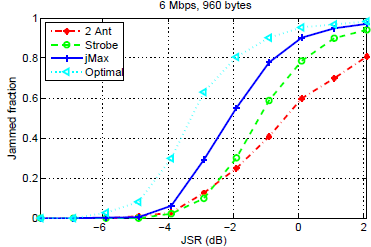 6 Mbps, 960 bytes
1
0.8
0.6
0.4
0.2
0
Jammed fraction
2 Ant
Strobe
jMax
Optimal
−6
−4
−2
0
2
JSR (dB)